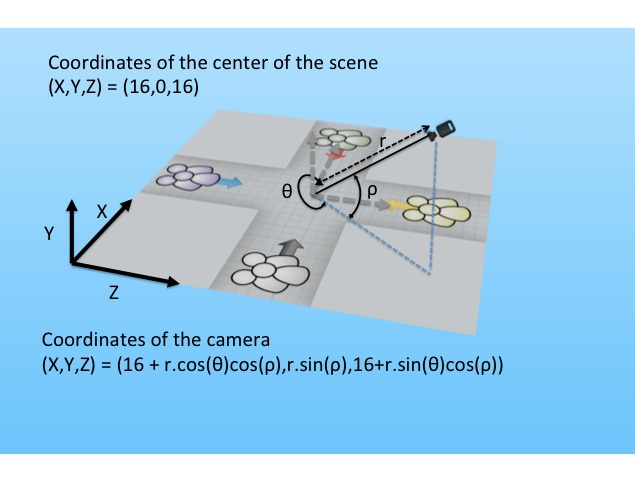 Coordinates of the center of the scene
(X,Y,Z) = (16,0,16)
r
θ
ρ
X
Y
Z
Coordinates of the camera
(X,Y,Z) = (16 + r.cos(θ)cos(ρ),r.sin(ρ),16+r.sin(θ)cos(ρ))